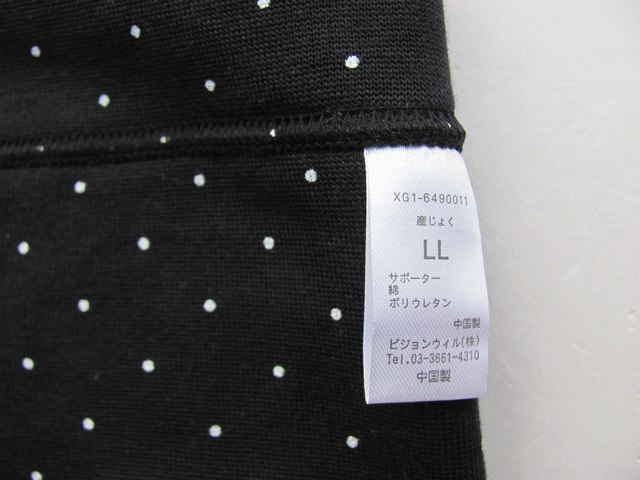 XG1-6490011
産じょく
LL
サポーター
綿
ポリウレタン
中国製
ピジョンウィル(株)
Tel.03-3661-4310
中国製